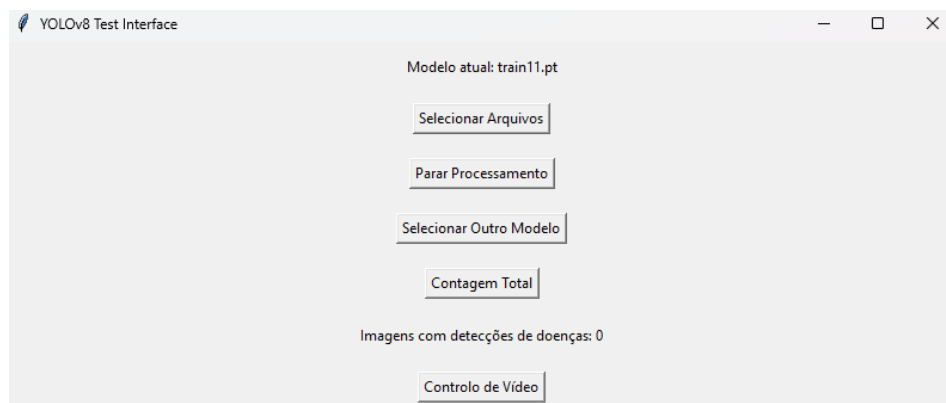 YOLOv8 Test Interface
Modelo atual: train11.pt
Selecionar Arquivos
Parar Processamento
Selecionar Outro Modelo
Contagem Total
Imagens com detecções de doenças: 0
Controlo de Vídeo